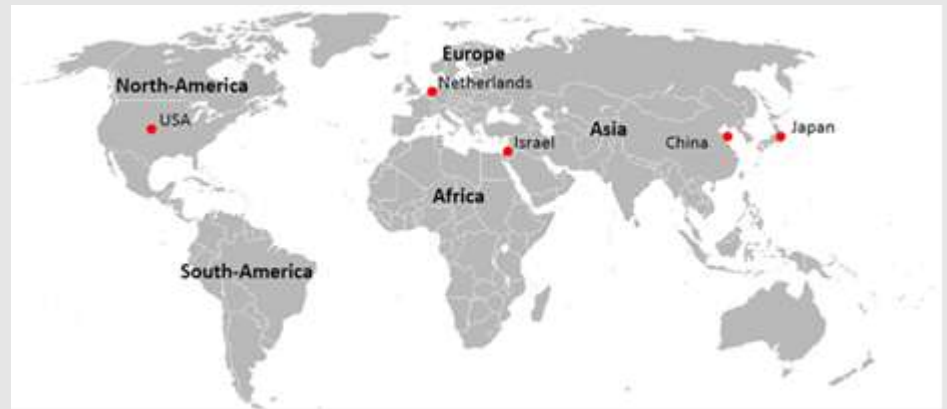 Europe
North-America
Netherlands
USA
Asia
Japan
China
Israel
Africa
South-America